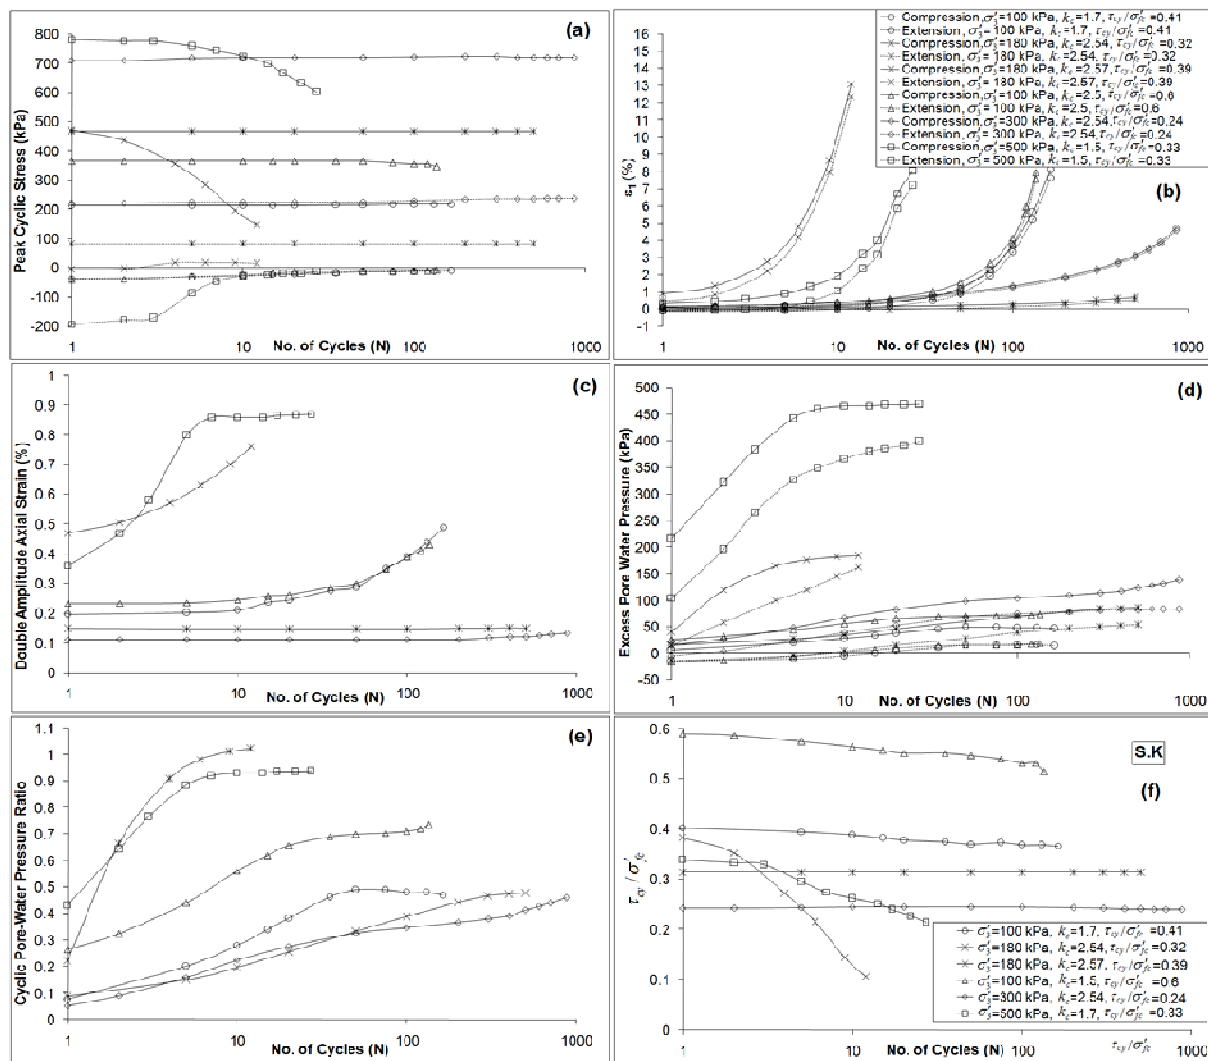 (a)
Peak Cyclic Stress (kPa)
800
700
600
500
400
300
200
100
0
-100
-200
1
10
100
1000
No. of Cycles (N)
(b)
ε1 (%)
16
15
14
13
12
11
10
9
8
7
6
5
4
3
2
1
0
-1
1
10
100
1000
No. of Cycles (N)
Compression, σ'3=100 kPa, kc=1.7, τcy/σ'fc=0.41
Extension, σ'3= 100 kPa, kc=1.7, τcy/σ'fc=0.41
Compression, σ'3=180 kPa, kc=2.54, τcy/σ'fc=0.32
Extension, σ'3= 180 kPa, kc=2.54, τcy/σ'fc=0.32
Compression, σ'3=180 kPa, kc=2.57, τcy/σ'fc=0.39
Extension, σ'3= 180 kPa, kc=2.57, τcy/σ'fc=0.39
Compression, σ'3=100 kPa, kc=2.5, τcy/σ'fc=0.6
Extension, σ'3= 100 kPa, kc=2.5, τcy/σ'fc=0.6
Compression, σ'3=300 kPa, kc=2.54, τcy/σ'fc=0.24
Extension, σ'3= 300 kPa, kc=2.54, τcy/σ'fc=0.24
Compression, σ'3=500 kPa, kc=1.5, τcy/σ'fc=0.33
Extension, σ'3= 500 kPa, kc=1.5, τcy/σ'fc=0.33
(c)
Double Amplitude Axial Strain (%)
1
0.9
0.8
0.7
0.6
0.5
0.4
0.3
0.2
0.1
0
1
10
100
1000
No. of Cycles (N)
(d)
Excess Pore Water Pressure (kPa)
500
450
400
350
300
250
200
150
100
50
0
-50
1
10
100
1000
No. of Cycles (N)
(e)
Cyclic Pore-Water Pressure Ratio
1.1
1
0.9
0.8
0.7
0.6
0.5
0.4
0.3
0.2
0.1
0
1
10
100
1000
No. of Cycles (N)
S.K
(f)
τcy/σ'fc
0.6
0.5
0.4
0.3
0.2
0.1
0
1
10
100
1000
No. of Cycles (N)
σ'3=100 kPa, kc=1.7, τcy/σ'fc=0.41
σ'3=180 kPa, kc=2.54, τcy/σ'fc=0.32
σ'3=180 kPa, kc=2.57, τcy/σ'fc=0.39
σ'3=100 kPa, kc=1.5, τcy/σ'fc=0.6
σ'3=300 kPa, kc=2.54, τcy/σ'fc=0.24
σ'3=500 kPa, kc=1.7, τcy/σ'fc=0.33
τcy/σ'fc